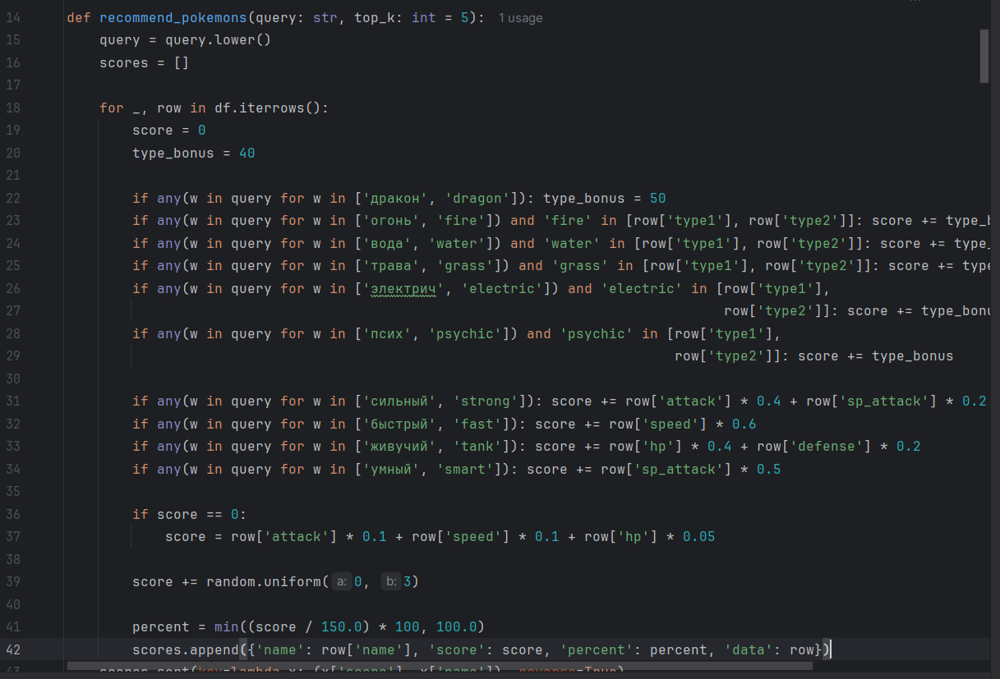 14 def recommend_pokemons(query: str, top_k: int = 5): 1 usage
15 query = query.lower()
16 scores = []
17
18 for _, row in df.iterrows():
19 score = 0
20 type_bonus = 40
21
22 if any(w in query for w in ['дракон', 'dragon']): type_bonus = 50
23 if any(w in query for w in ['огонь', 'fire']) and 'fire' in [row['type1'], row['type2']]: score += type_b
24 if any(w in query for w in ['вода', 'water']) and 'water' in [row['type1'], row['type2']]: score += type_
25 if any(w in query for w in ['трава', 'grass']) and 'grass' in [row['type1'], row['type2']]: score += type
26 if any(w in query for w in ['электрич', 'electric']) and 'electric' in [row['type1'],
27 row['type2']]: score += type_bonu
28 if any(w in query for w in ['псих', 'psychic']) and 'psychic' in [row['type1'],
29 row['type2']]: score += type_bonus
30
31 if any(w in query for w in ['сильный', 'strong']): score += row['attack'] * 0.4 + row['sp_attack'] * 0.2
32 if any(w in query for w in ['быстрый', 'fast']): score += row['speed'] * 0.6
33 if any(w in query for w in ['живучий', 'tank']): score += row['hp'] * 0.4 + row['defense'] * 0.2
34 if any(w in query for w in ['умный', 'smart']): score += row['sp_attack'] * 0.5
35
36 if score == 0:
37 score = row['attack'] * 0.1 + row['speed'] * 0.1 + row['hp'] * 0.05
38
39 score += random.uniform( a: 0, b: 3)
40
41 percent = min((score / 150.0) * 100, 100.0)
42 scores.append({'name': row['name'], 'score': score, 'percent': percent, 'data': row})
43 scores.sort(key=lambda x: (x['score'], x['name']), reverse=True)